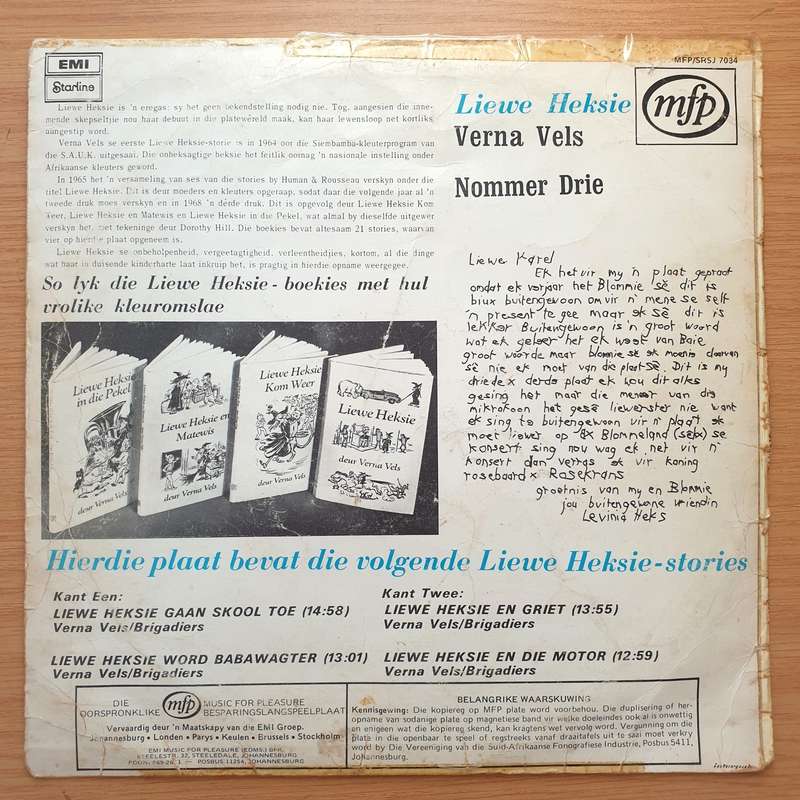 EMI
Starline
MFP/SRSJ 7034
mfp
Liewe Heksie
Verna Vels
Nommer Drie
Liewe Heksie is 'n eregas: sy het geen bekendstelling nodig nie. Tog, aangesien die inne-
mende skepseltjie nou haar debuut in die platewêreld maak, kan haar lewensloop net kortliks
aangestip word.
Verna Vels se eerste Liewe Heksie-storie is in 1964 oor die Siembamba-kleuterprogram van
die S.A.U.K. uitgesaai. Die onbeksagtige heksie het feitlik oornag 'n nasionale instelling onder
Afrikaanse kleuters geword.
In 1965 het 'n versameling van ses van die stories by Human & Rousseau verskyn onder die
titel Liewe Heksie. Dit is deur moeders en kleuters opgeraap, sodat daar die volgende jaar al 'n
tweede druk moes verskyn en in 1968 'n derde druk. Dit is opgevolg deur Liewe Heksie Kom
Weer, Liewe Heksie en Matewis en Liewe Heksie in die Pekel, wat almal by dieselfde uitgewer
verskyn het, met tekeninge deur Dorothy Hill. Die boekies bevat altesaam 21 stories, waarvan
vier op hierdie plaat opgeneem is.
Liewe Heksie se onbeholpenheid, vergeetagtigheid, verleentheidjies, kortom, al die dinge
wat haar in duisende kinderharte laat inkruip het, is pragtig in hierdie opname weergegee.
So lyk die Liewe Heksie - boekies met hul
vrolike kleuromslae
Liewe Heksie
in die Pekel
deur Verna Vels
Liewe Heksie en
Matewis
deur Verna Vels
Liewe Heksie
Kom Weer
deur Verna Vels
Liewe Heksie
deur Verna Vels
Liewe Karel
Ek het vir my n plaat gepraat
omdat ek verjaar het Blommie sê dit is
biux buitengewoon om vir n' mens se self
'n present te gee maar ek sê dit is
lekker Buitengewoon is 'n groot woord
wat ek geleer het ek weet van Baie
groot woorde maar blommie sê ek moenie daarvan
sê nie ek moet van die plaat sê. Dit is my
driede x derde plaat ek wou dit alles
gesing het maar die meneer van die
mikrofoon het gesê liewerster nie want
ek sing to buitengewoon vir n' plaat ek
moet liewer op Bx Blommeland (sêxx) se
konsert sing nou wag ek net vir n'
konsert dan verras ek vir koning
rosebaard x Rosekrans
grootnis van my en Blommie
jou buitengewone vriendin
Levinia Heks
Hierdie plaat bevat die volgende Liewe Heksie-stories
Kant Een:
LIEWE HEKSIE GAAN SKOOL TOE (14:58)
Verna Vels/Brigadiers
LIEWE HEKSIE WORD BABAWAGTER (13:01)
Verna Vels/Brigadiers
Kant Twee:
LIEWE HEKSIE EN GRIET (13:55)
Verna Vels/Brigadiers
LIEWE HEKSIE EN DIE MOTOR (12:59)
Verna Vels/Brigadiers
DIE mfp MUSIC FOR PLEASURE
OORSPRONKLIKE BESPARINGSLANGSPEELPLAAT
Vervaardig deur 'n Maatskapy van die EMI Groep.
Johannesburg • Londen • Parys • Keulen • Brussels • Stockholm
EMI MUSIC FOR PLEASURE (EDMS.) BPK.
STEELESTR. 32, STEELEDALE, JOHANNESBURG
POSBUS 11254, JOHANNESBURG
BELANGRIKE WAARSKUWING
Kennisgewing: Die kopiereg op MFP plate word voorbehou. Die duplisering of her-
opname van sodanige plate op magnetiese band vir welke doeleindes ook al is onwettig
en enigeen wat die kopiereg skend, kan kragtens wet vervolg word. Vergunning om die
plate in die openbaar te speel of regstreeks vanaf draaitafels uit te saai moet verkry
word by Die Vereeniging van die Suid-Afrikaanse Fonografiese Industrie, Posbus 5411,
Johannesburg.